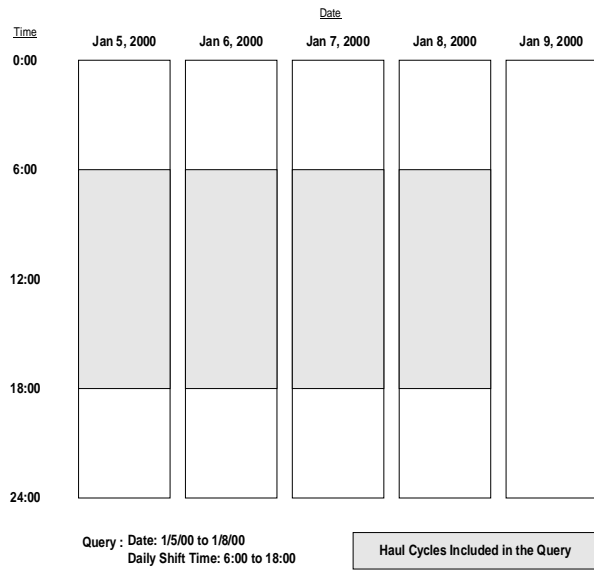 Date
Time
Jan 5, 2000 Jan 6, 2000 Jan 7, 2000 Jan 8, 2000 Jan 9, 2000
0:00
6:00
12:00
18:00
24:00
Query : Date: 1/5/00 to 1/8/00
Daily Shift Time: 6:00 to 18:00
Haul Cycles Included in the Query